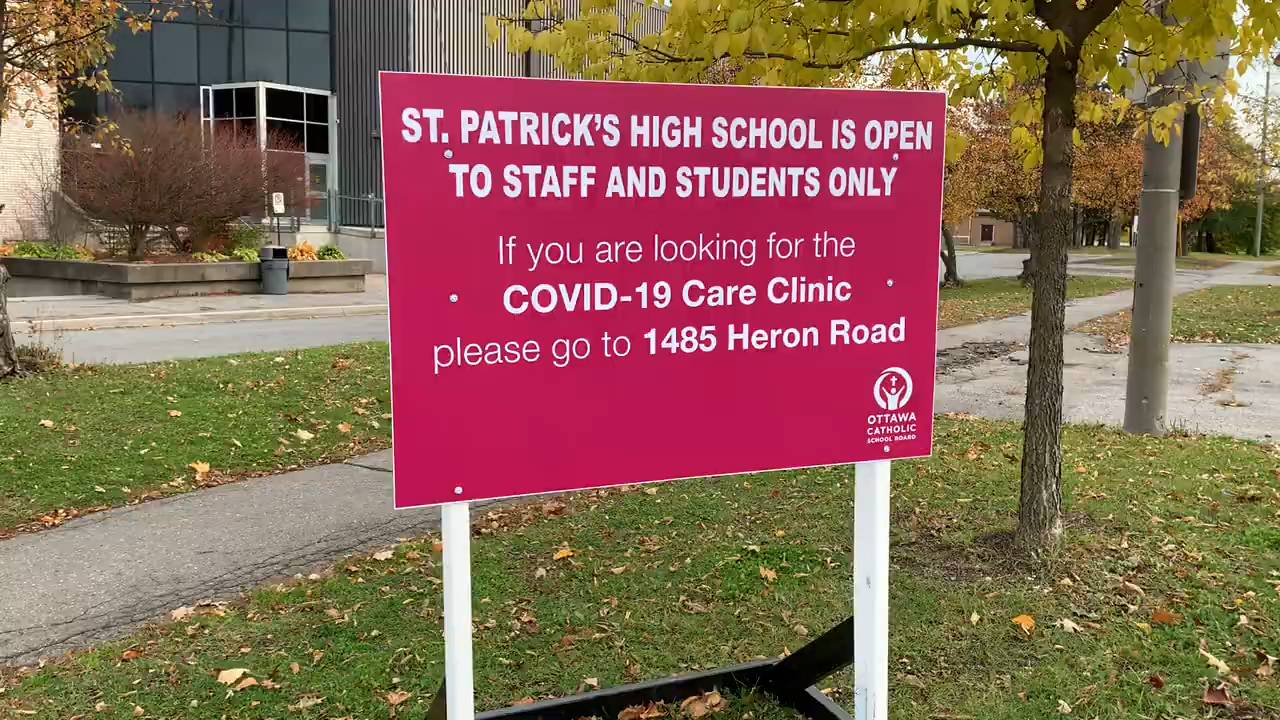 ST. PATRICK'S HIGH SCHOOL IS OPEN
TO STAFF AND STUDENTS ONLY
If you are looking for the
COVID-19 Care Clinic
please go to 1485 Heron Road
OTTAWA
CATHOLIC
SCHOOL BOARD